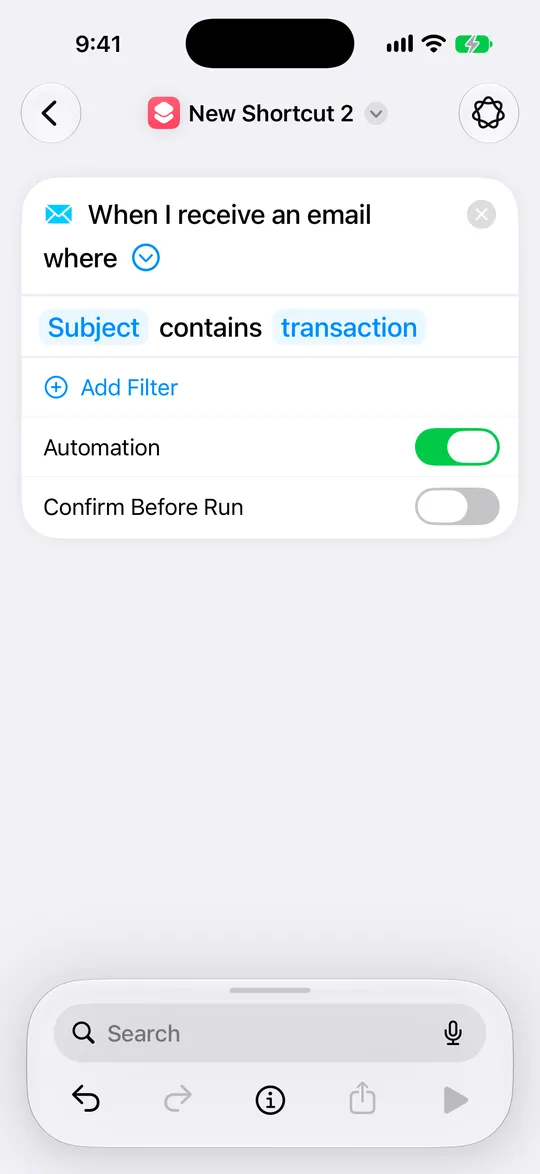 9:41
New Shortcut 2
When I receive an email
where
Subject contains transaction
Add Filter
Automation
Confirm Before Run
Search